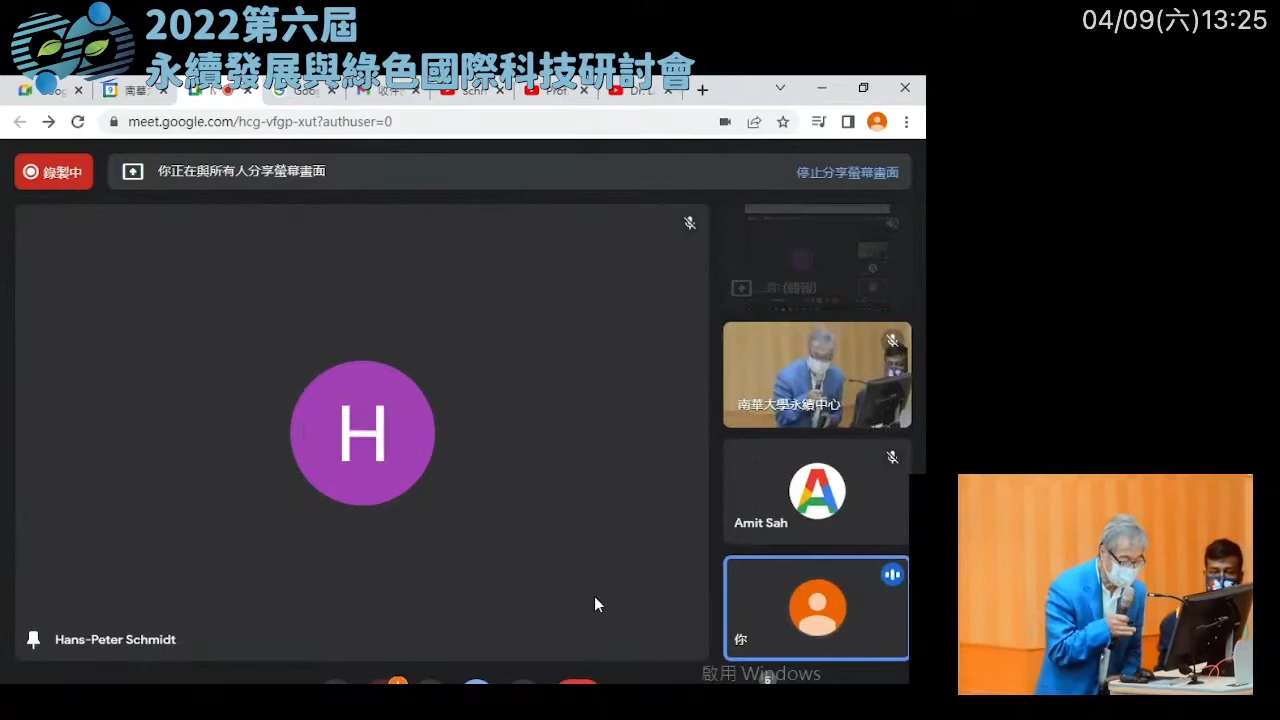 2022第六屆
永續發展與綠色國際科技研討會
04/09(六)13:25
meet.google.com/hcg-vfgp-xut?authuser=0
錄製中
你正在與所有人分享螢幕畫面
停止分享螢幕畫面
H
南華大學永續中心
Amit Sah
你
Hans-Peter Schmidt
啟用 Windows